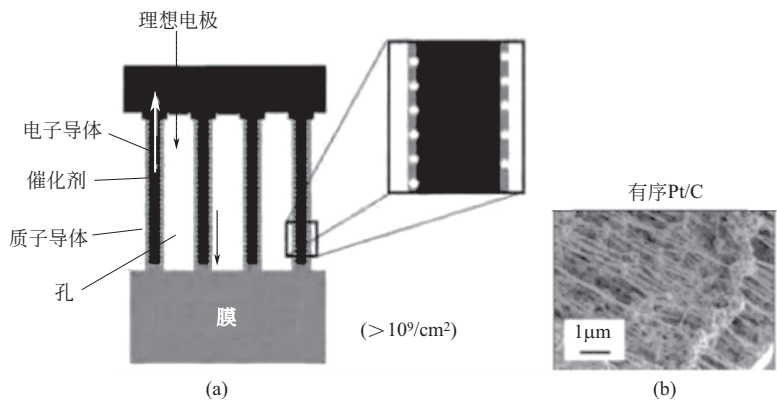 理想电极
电子导体
催化剂
质子导体
孔
膜
(＞10⁹/cm²)
(a)
有序Pt/C
1μm
(b)